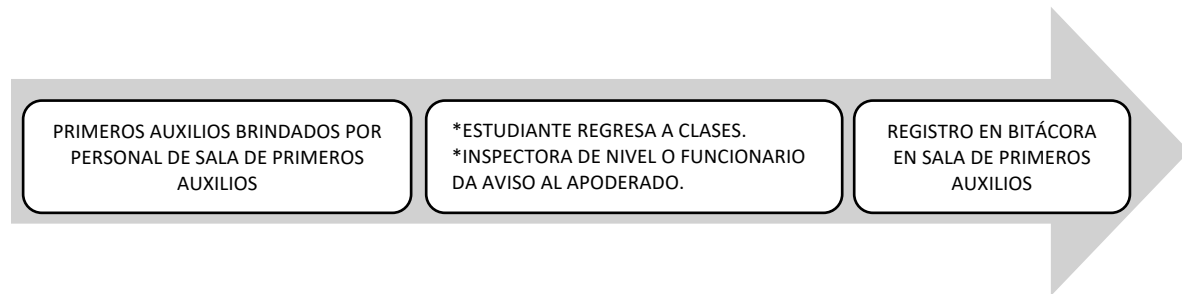 PRIMEROS AUXILIOS BRINDADOS POR
PERSONAL DE SALA DE PRIMEROS
AUXILIOS
*ESTUDIANTE REGRESA A CLASES.
*INSPECTORA DE NIVEL O FUNCIONARIO
DA AVISO AL APODERADO.
REGISTRO EN BITÁCORA
EN SALA DE PRIMEROS
AUXILIOS